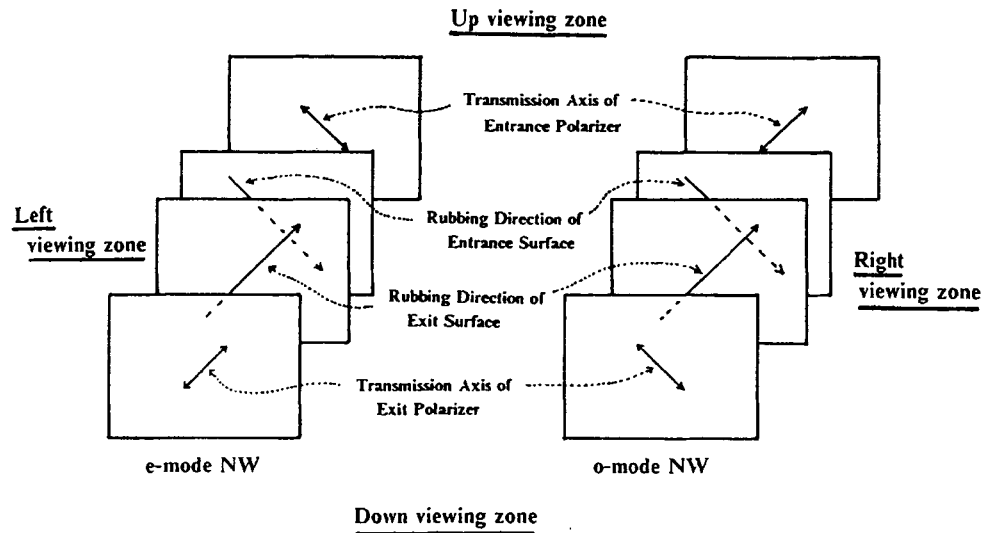 Up viewing zone
Transmission Axis of
Entrance Polarizer
Left
viewing zone
Rubbing Direction of
Entrance Surface
Right
viewing zone
Rubbing Direction of
Exit Surface
Transmission Axis of
Exit Polarizer
e-mode NW
o-mode NW
Down viewing zone